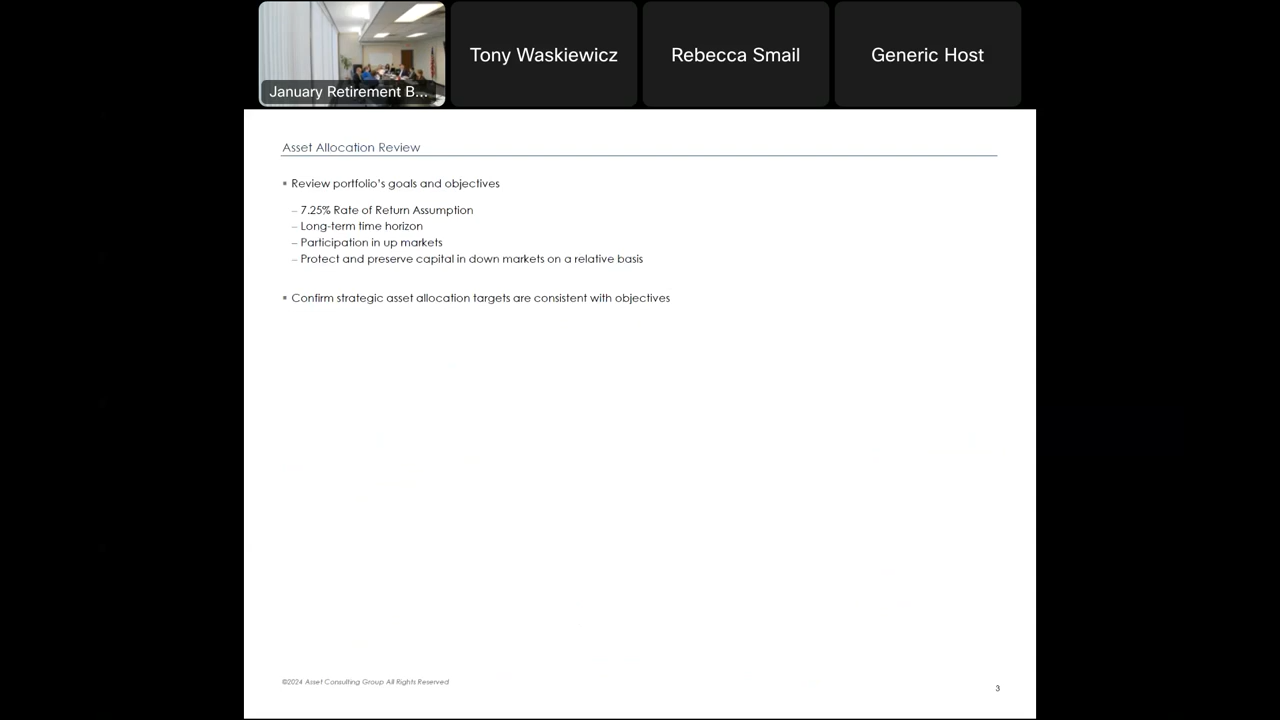 January Retirement B...
Tony Waskiewicz
Rebecca Smail
Generic Host
Asset Allocation Review
▪ Review portfolio's goals and objectives
– 7.25% Rate of Return Assumption
– Long-term time horizon
– Participation in up markets
– Protect and preserve capital in down markets on a relative basis
▪ Confirm strategic asset allocation targets are consistent with objectives
©2024 Asset Consulting Group All Rights Reserved
3